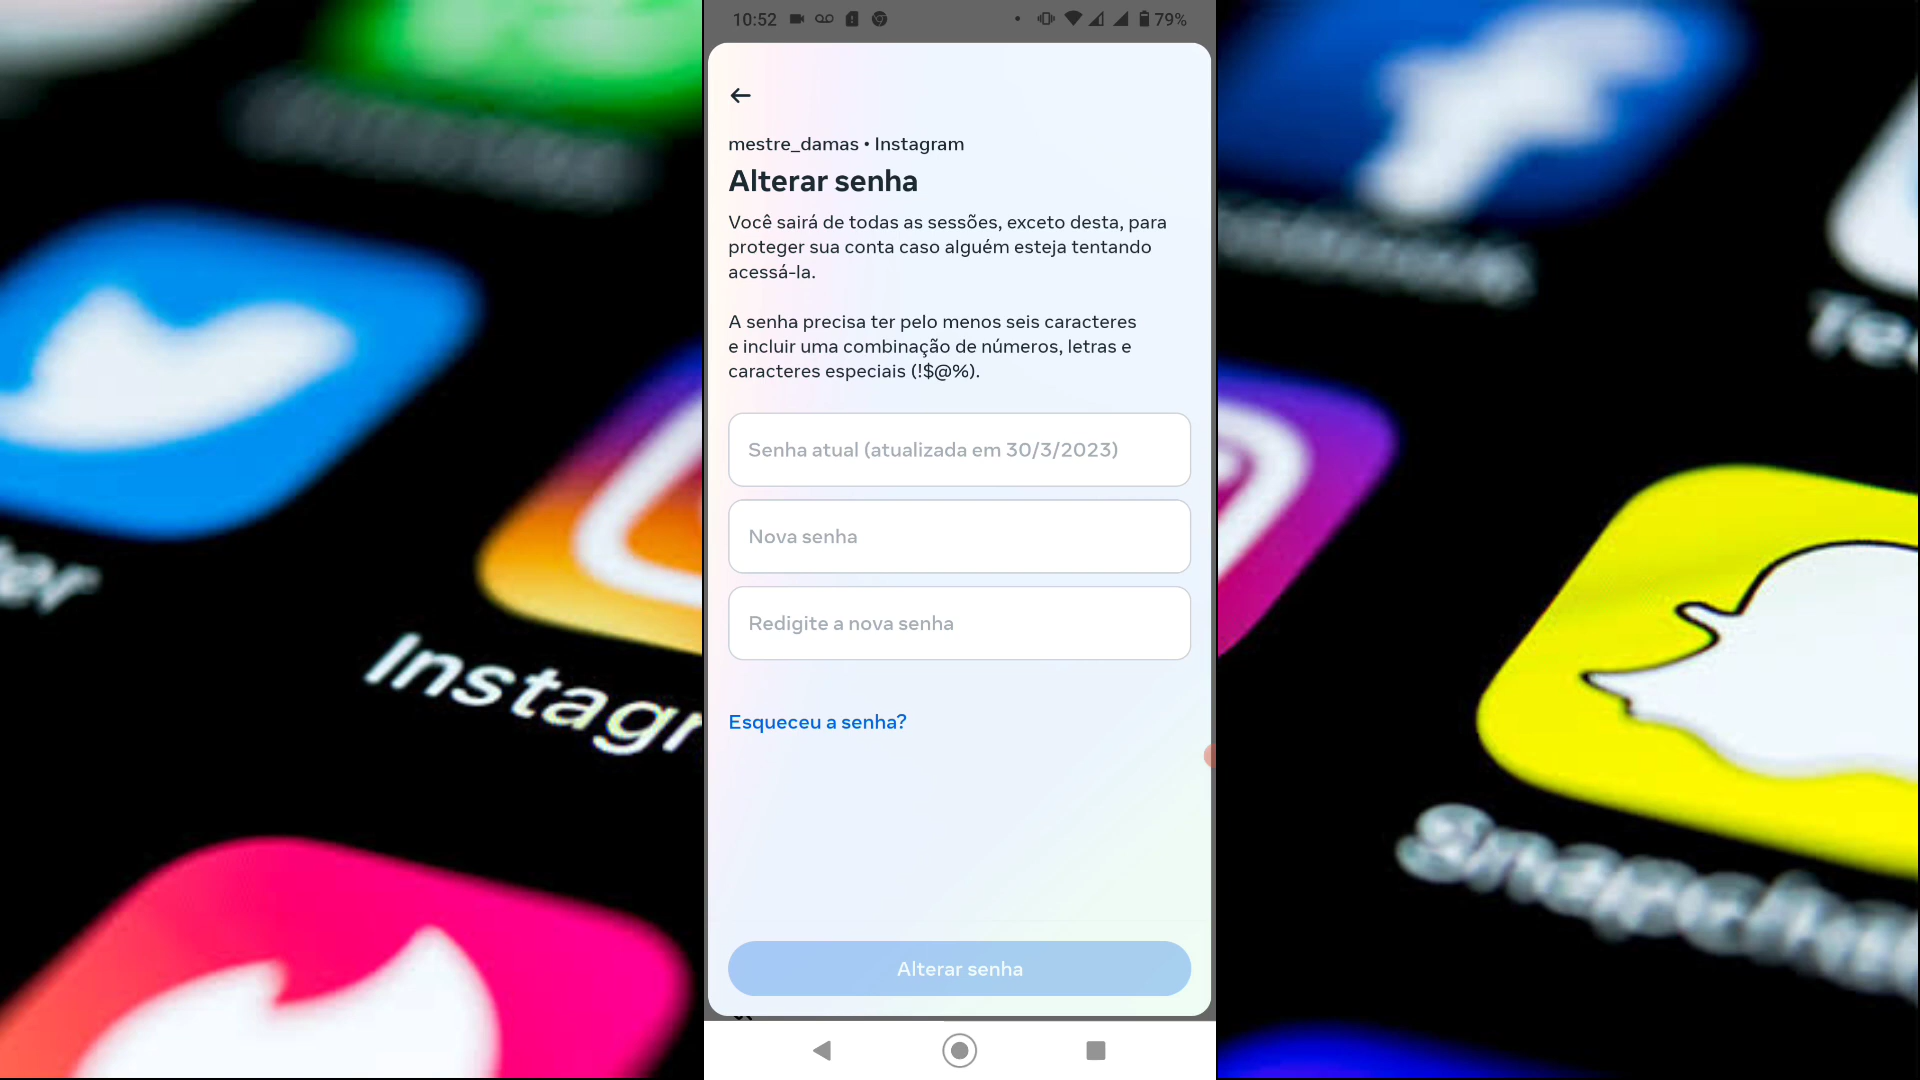 10:52
79%
mestre_damas • Instagram
Alterar senha
Você sairá de todas as sessões, exceto desta, para
proteger sua conta caso alguém esteja tentando
acessá-la.
A senha precisa ter pelo menos seis caracteres
e incluir uma combinação de números, letras e
caracteres especiais (!$@%).
Senha atual (atualizada em 30/3/2023)
Nova senha
Redigite a nova senha
Esqueceu a senha?
Alterar senha
ter
Instagr
Snapchat